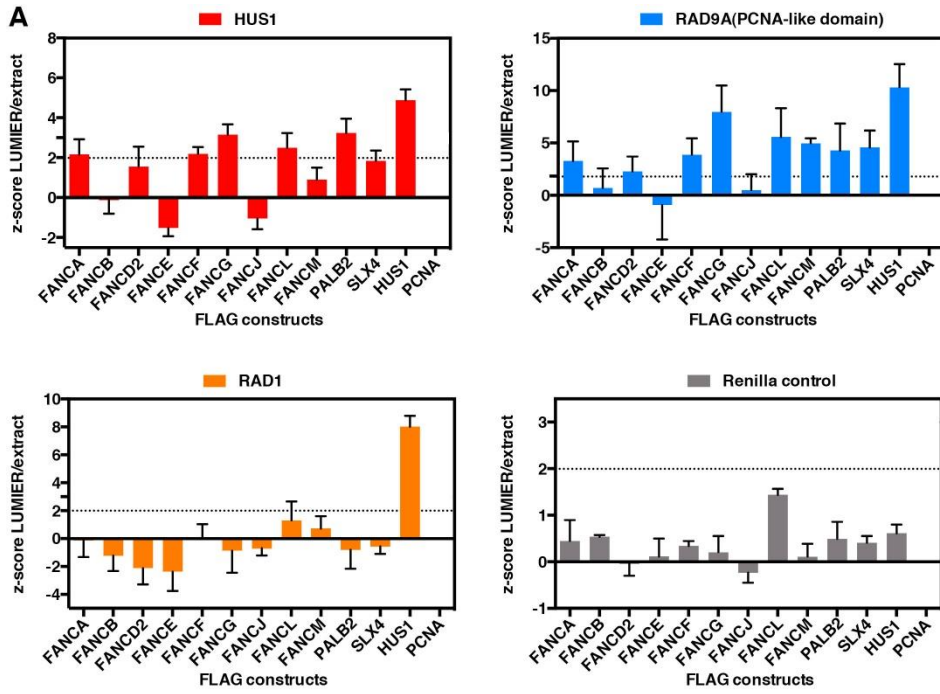 A
HUS1
z-score LUMIER/extract
8
6
4
2
0
-2
FANCA
FANCB
FANCD2
FANCE
FANCF
FANCG
FANCJ
FANCL
FANCM
PALB2
SLX4
HUS1
PCNA
FLAG constructs
RAD9A(PCNA-like domain)
z-score LUMIER/extract
15
10
5
0
-5
FANCA
FANCB
FANCD2
FANCE
FANCF
FANCG
FANCJ
FANCL
FANCM
PALB2
SLX4
HUS1
PCNA
FLAG constructs
RAD1
z-score LUMIER/extract
10
8
6
4
2
0
-2
-4
FANCA
FANCB
FANCD2
FANCE
FANCF
FANCG
FANCJ
FANCL
FANCM
PALB2
SLX4
HUS1
PCNA
FLAG constructs
Renilla control
z-score LUMIER/extract
3
2
1
0
-1
FANCA
FANCB
FANCD2
FANCE
FANCF
FANCG
FANCJ
FANCL
FANCM
PALB2
SLX4
HUS1
PCNA
FLAG constructs